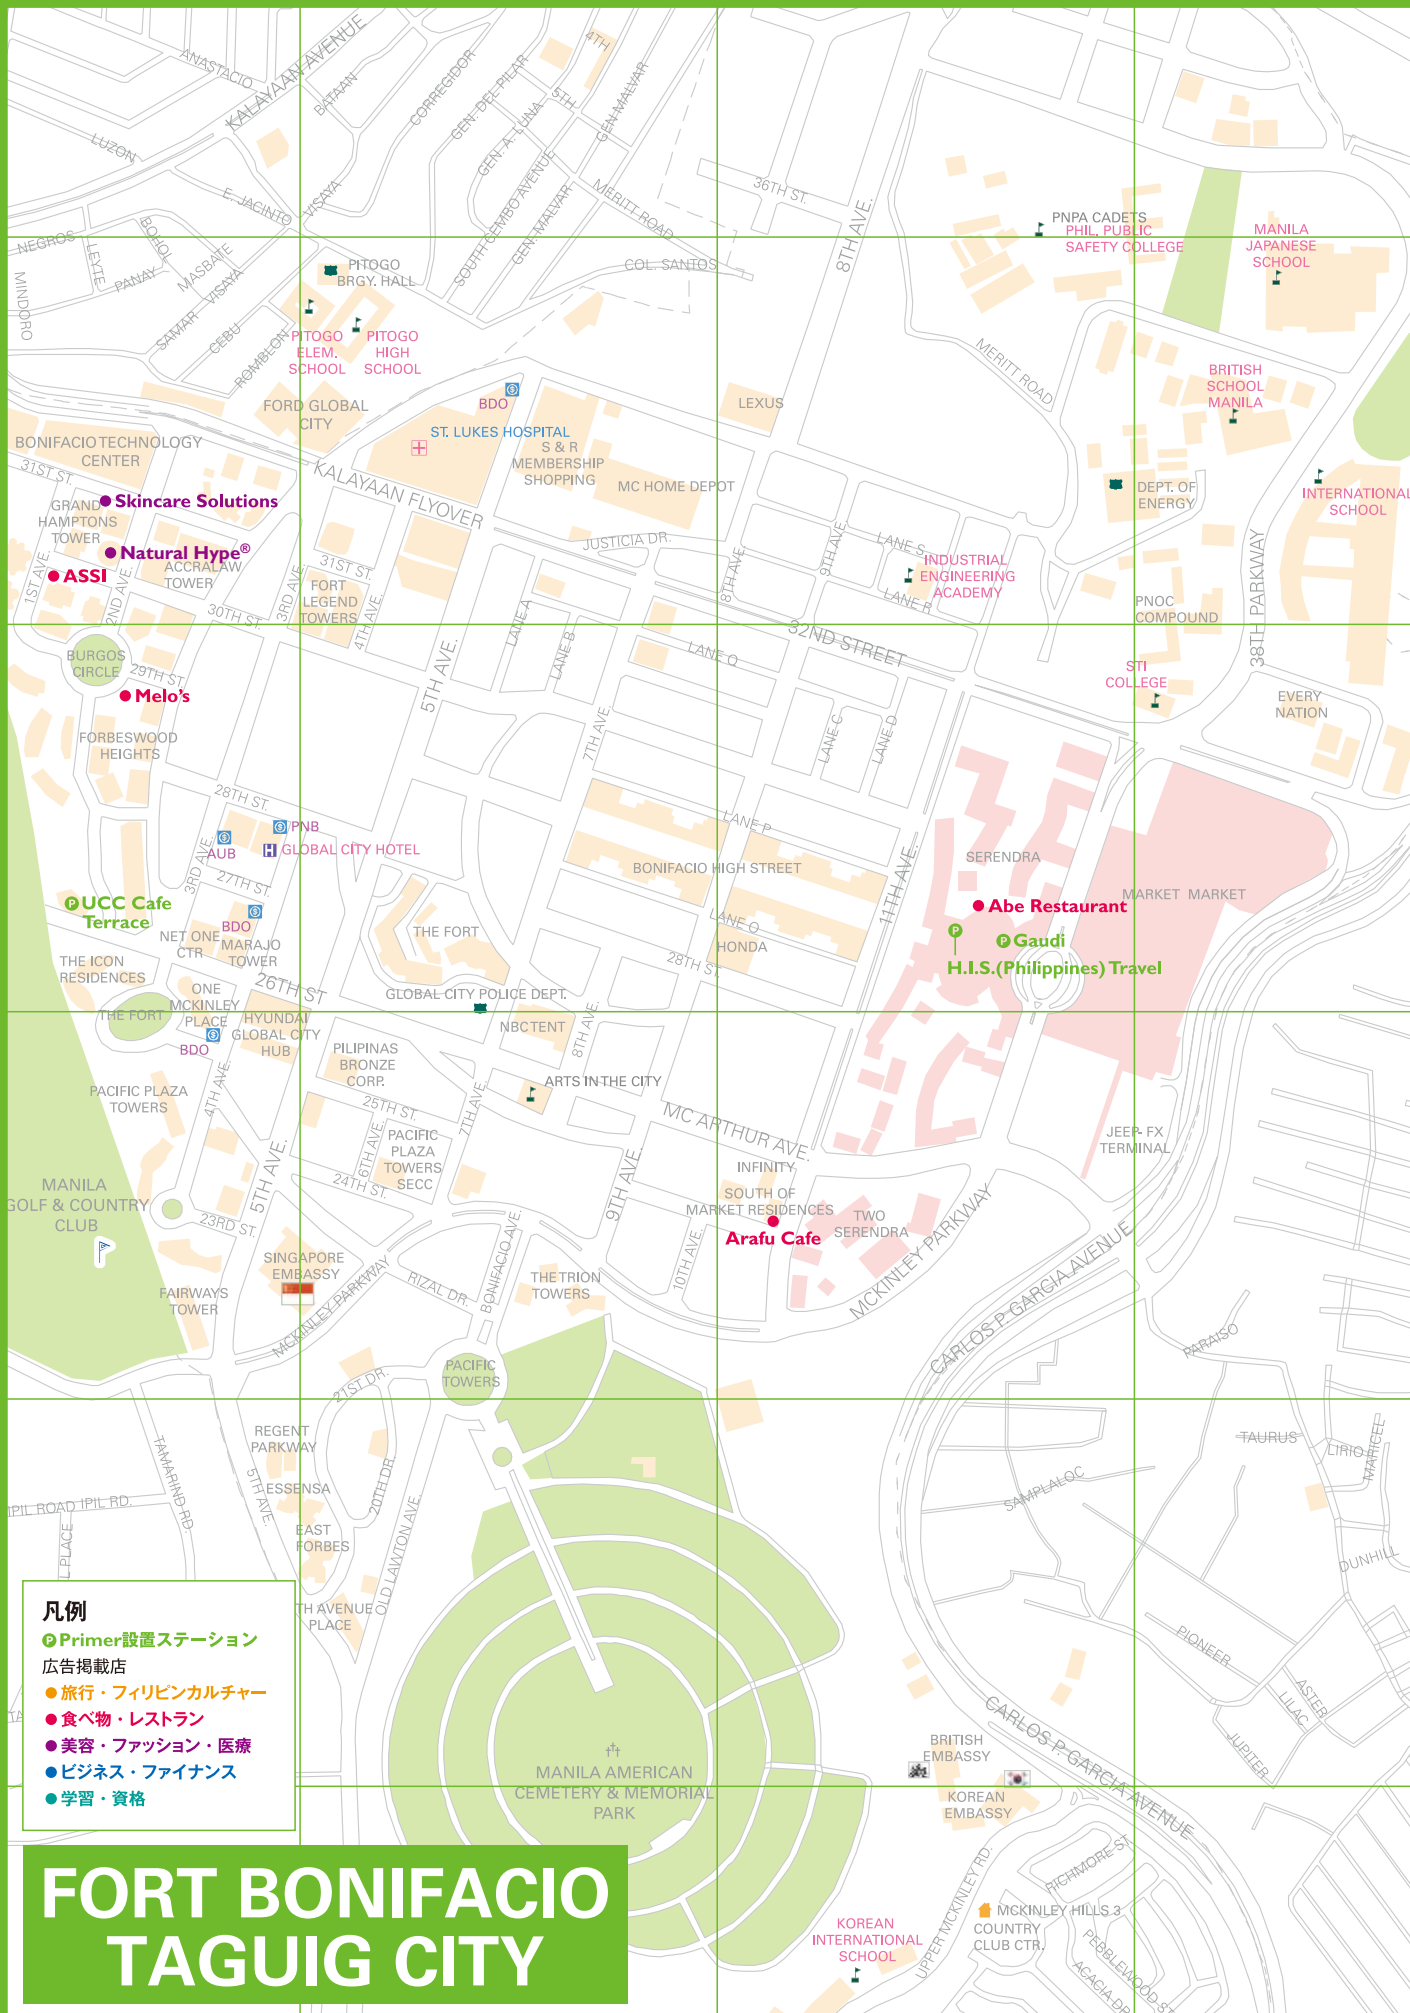 ANASTACIO
KALAYAAN AVENUE
BATAAN
CORREGIDOR
GEN. DEL PILAR
4TH
5TH
GEN. A. LUNA
GEN MALVAR
LUZON
E. JACINTO
VISAYA
SOUTH CEMBO AVENUE
GEN. MALVAR
MERITT ROAD
36TH ST.
8TH AVE.
PNPA CADETS
PHIL. PUBLIC
SAFETY COLLEGE
MANILA
JAPANESE
SCHOOL
NEGROS
LEYTE
BOHOL
PANAY
MASBATE
VISAYA
MINDORO
SAMAR
CEBU
ROMBLON
PITOGO
BRGY. HALL
COL. SANTOS
PITOGO
ELEM.
SCHOOL
PITOGO
HIGH
SCHOOL
MERITT ROAD
BRITISH
SCHOOL
MANILA
FORD GLOBAL
CITY
BDO
LEXUS
ST. LUKES HOSPITAL
BONIFACIO TECHNOLOGY
CENTER
S & R
MEMBERSHIP
SHOPPING
MC HOME DEPOT
31ST ST.
KALAYAAN FLYOVER
DEPT. OF
ENERGY
INTERNATIONAL
SCHOOL
Skincare Solutions
GRAND
HAMPTONS
TOWER
Natural Hype®
ACCRALAW
TOWER
ASSI
1ST AVE.
2ND AVE.
3RD AVE.
30TH ST.
31ST ST.
FORT
LEGEND
TOWERS
4TH AVE.
JUSTICIA DR.
8TH AVE.
9TH AVE.
LANE S
LANE R
INDUSTRIAL
ENGINEERING
ACADEMY
PNOC
COMPOUND
38TH PARKWAY
LANE A
LANE B
32ND STREET
LANE Q
BURGOS
CIRCLE
29TH ST.
Melo's
5TH AVE.
STI
COLLEGE
EVERY
NATION
FORBESWOOD
HEIGHTS
7TH AVE.
LANE C
LANE D
28TH ST.
PNB
AUB
GLOBAL CITY HOTEL
LANE P
3RD AVE.
27TH ST.
BONIFACIO HIGH STREET
11TH AVE.
SERENDRA
MARKET MARKET
UCC Cafe
Terrace
BDO
NET ONE
CTR
MARAJO
TOWER
THE FORT
LANE O
HONDA
28TH ST.
Abe Restaurant
Gaudi
H.I.S.(Philippines) Travel
THE ICON
RESIDENCES
26TH ST
ONE
MCKINLEY
PLACE
GLOBAL CITY POLICE DEPT.
THE FORT
HYUNDAI
GLOBAL CITY
HUB
BDO
NBC TENT
8TH AVE.
PILIPINAS
BRONZE
CORP.
PACIFIC PLAZA
TOWERS
4TH AVE.
25TH ST.
7TH AVE.
ARTS IN THE CITY
MC ARTHUR AVE.
PACIFIC
PLAZA
TOWERS
SECC
6TH AVE.
24TH ST.
JEEP- FX
TERMINAL
INFINITY
SOUTH OF
MARKET RESIDENCES
MANILA
GOLF & COUNTRY
CLUB
5TH AVE.
23RD ST.
9TH AVE.
Arafu Cafe
TWO
SERENDRA
MCKINLEY PARKWAY
SINGAPORE
EMBASSY
BONIFACIO AVE.
RIZAL DR.
THE TRION
TOWERS
10TH AVE.
FAIRWAYS
TOWER
MCKINLEY PARKWAY
CARLOS P. GARCIA AVENUE
PARAISO
PACIFIC
TOWERS
21ST DR.
REGENT
PARKWAY
TAMARIND RD.
5TH AVE.
ESSENSA
20TH DR.
IPIL ROAD IPIL RD.
EAST
FORBES
OLD LAWTON AVE.
TAURUS
LIRIO
MARICEL
SAMPLALOC
DUNHILL
L PLACE
TH AVENUE
PLACE
凡例
Primer設置ステーション
広告掲載店
旅行・フィリピンカルチャー
食べ物・レストラン
美容・ファッション・医療
ビジネス・ファイナンス
学習・資格
PIONEER
ASTER
LILAC
JUPITER
MANILA AMERICAN
CEMETERY & MEMORIAL
PARK
BRITISH
EMBASSY
KOREAN
EMBASSY
CARLOS P. GARCIA AVENUE
RICHMORE ST
UPPER MCKINLEY RD.
MCKINLEY HILLS 3
COUNTRY
CLUB CTR.
PEBBLEWOOD ST
ACACIA DR
KOREAN
INTERNATIONAL
SCHOOL
FORT BONIFACIO
TAGUIG CITY